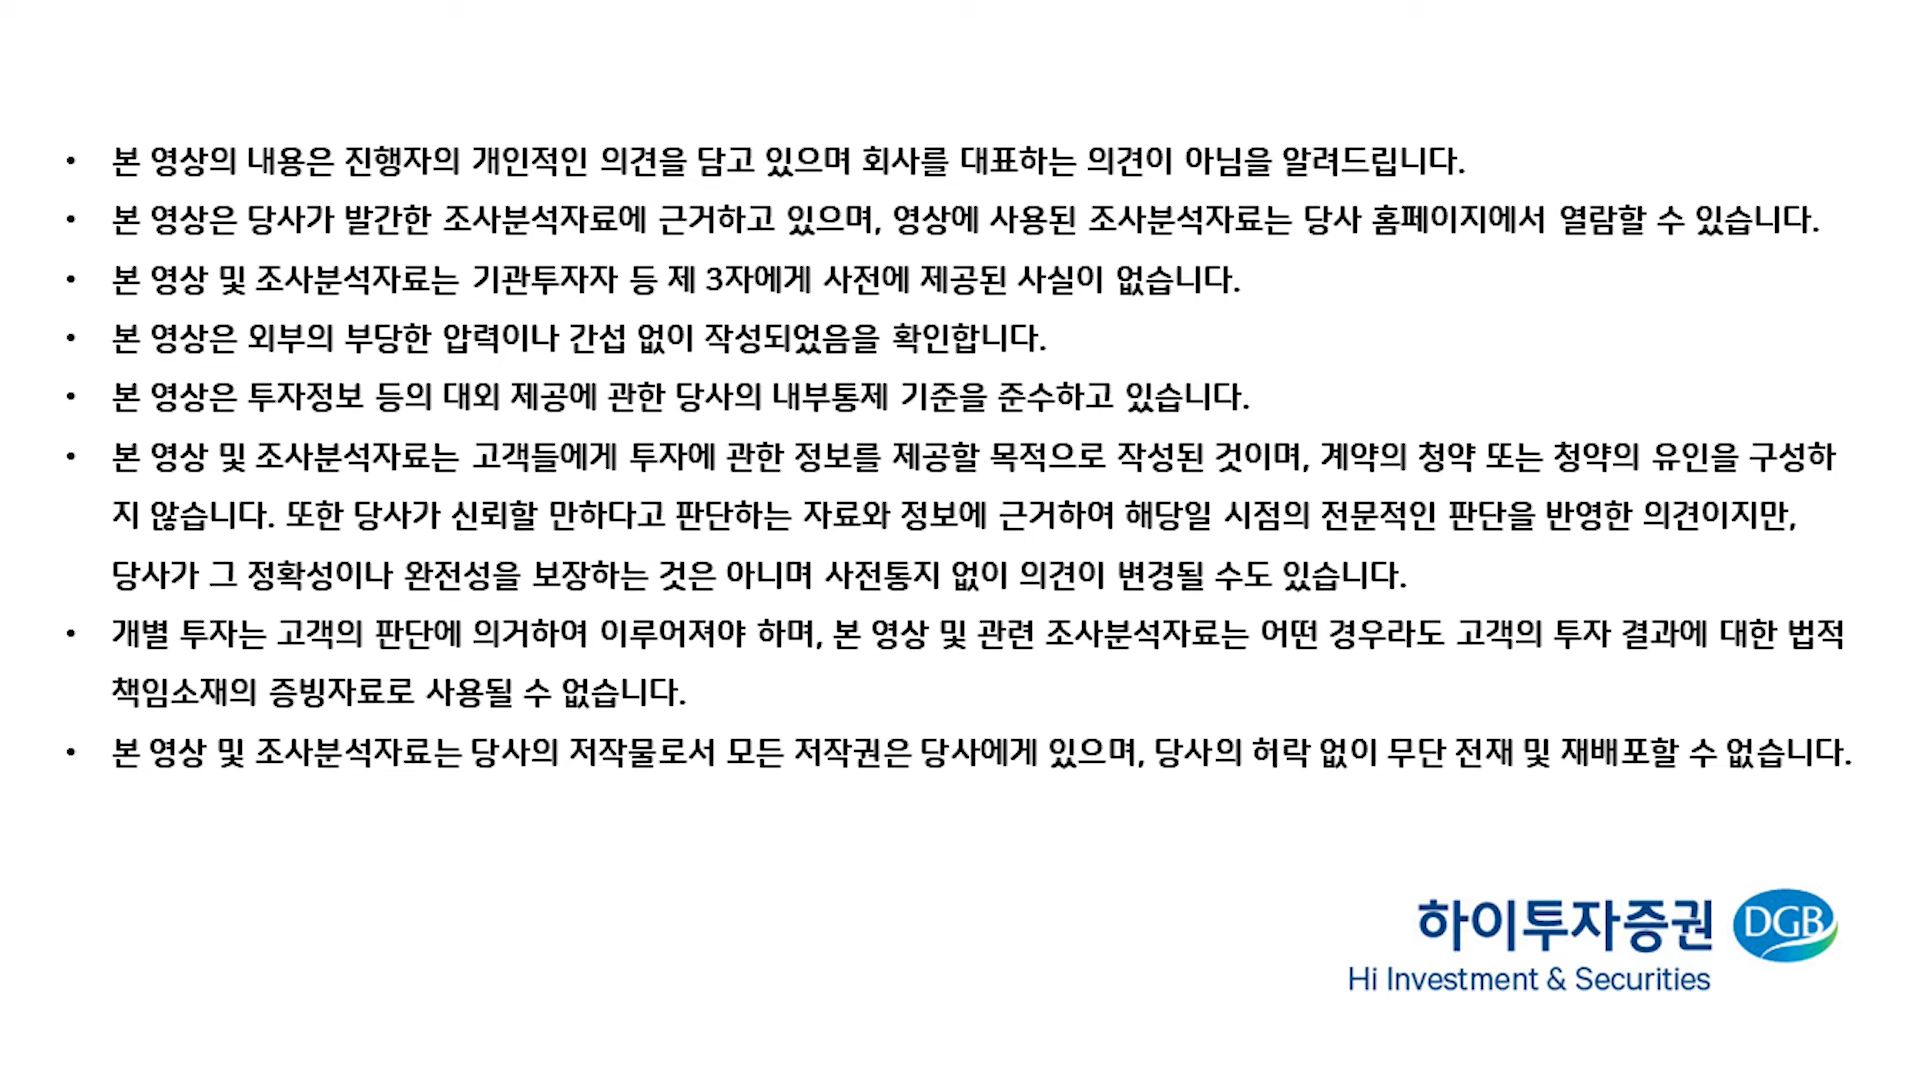 • 본 영상의 내용은 진행자의 개인적인 의견을 담고 있으며 회사를 대표하는 의견이 아님을 알려드립니다.
• 본 영상은 당사가 발간한 조사분석자료에 근거하고 있으며, 영상에 사용된 조사분석자료는 당사 홈페이지에서 열람할 수 있습니다.
• 본 영상 및 조사분석자료는 기관투자자 등 제 3자에게 사전에 제공된 사실이 없습니다.
• 본 영상은 외부의 부당한 압력이나 간섭 없이 작성되었음을 확인합니다.
• 본 영상은 투자정보 등의 대외 제공에 관한 당사의 내부통제 기준을 준수하고 있습니다.
• 본 영상 및 조사분석자료는 고객들에게 투자에 관한 정보를 제공할 목적으로 작성된 것이며, 계약의 청약 또는 청약의 유인을 구성하
지 않습니다. 또한 당사가 신뢰할 만하다고 판단하는 자료와 정보에 근거하여 해당일 시점의 전문적인 판단을 반영한 의견이지만,
당사가 그 정확성이나 완전성을 보장하는 것은 아니며 사전통지 없이 의견이 변경될 수도 있습니다.
• 개별 투자는 고객의 판단에 의거하여 이루어져야 하며, 본 영상 및 관련 조사분석자료는 어떤 경우라도 고객의 투자 결과에 대한 법적
책임소재의 증빙자료로 사용될 수 없습니다.
• 본 영상 및 조사분석자료는 당사의 저작물로서 모든 저작권은 당사에게 있으며, 당사의 허락 없이 무단 전재 및 재배포할 수 없습니다.
하이투자증권 DGB
Hi Investment & Securities